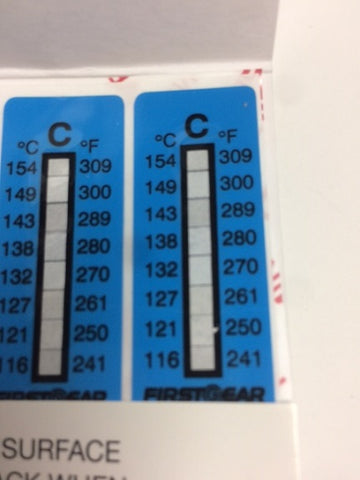 C
°C °F
154 309
149 300
143 289
138 280
132 270
127 261
121 250
116 241
FIRSTGEAR
C
°C °F
154 309
149 300
143 289
138 280
132 270
127 261
121 250
116 241
FIRSTGEAR
SURFACE